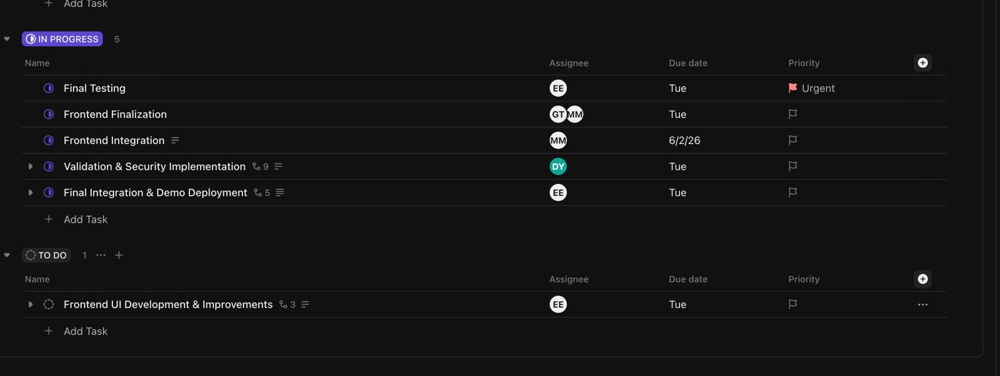 Add Task
IN PROGRESS 5
Name Assignee Due date Priority
Final Testing EE Tue Urgent
Frontend Finalization GT MM Tue
Frontend Integration MM 6/2/26
Validation & Security Implementation 9 DY Tue
Final Integration & Demo Deployment 5 EE Tue
Add Task
TO DO 1
Name Assignee Due date Priority
Frontend UI Development & Improvements 3 EE Tue
Add Task